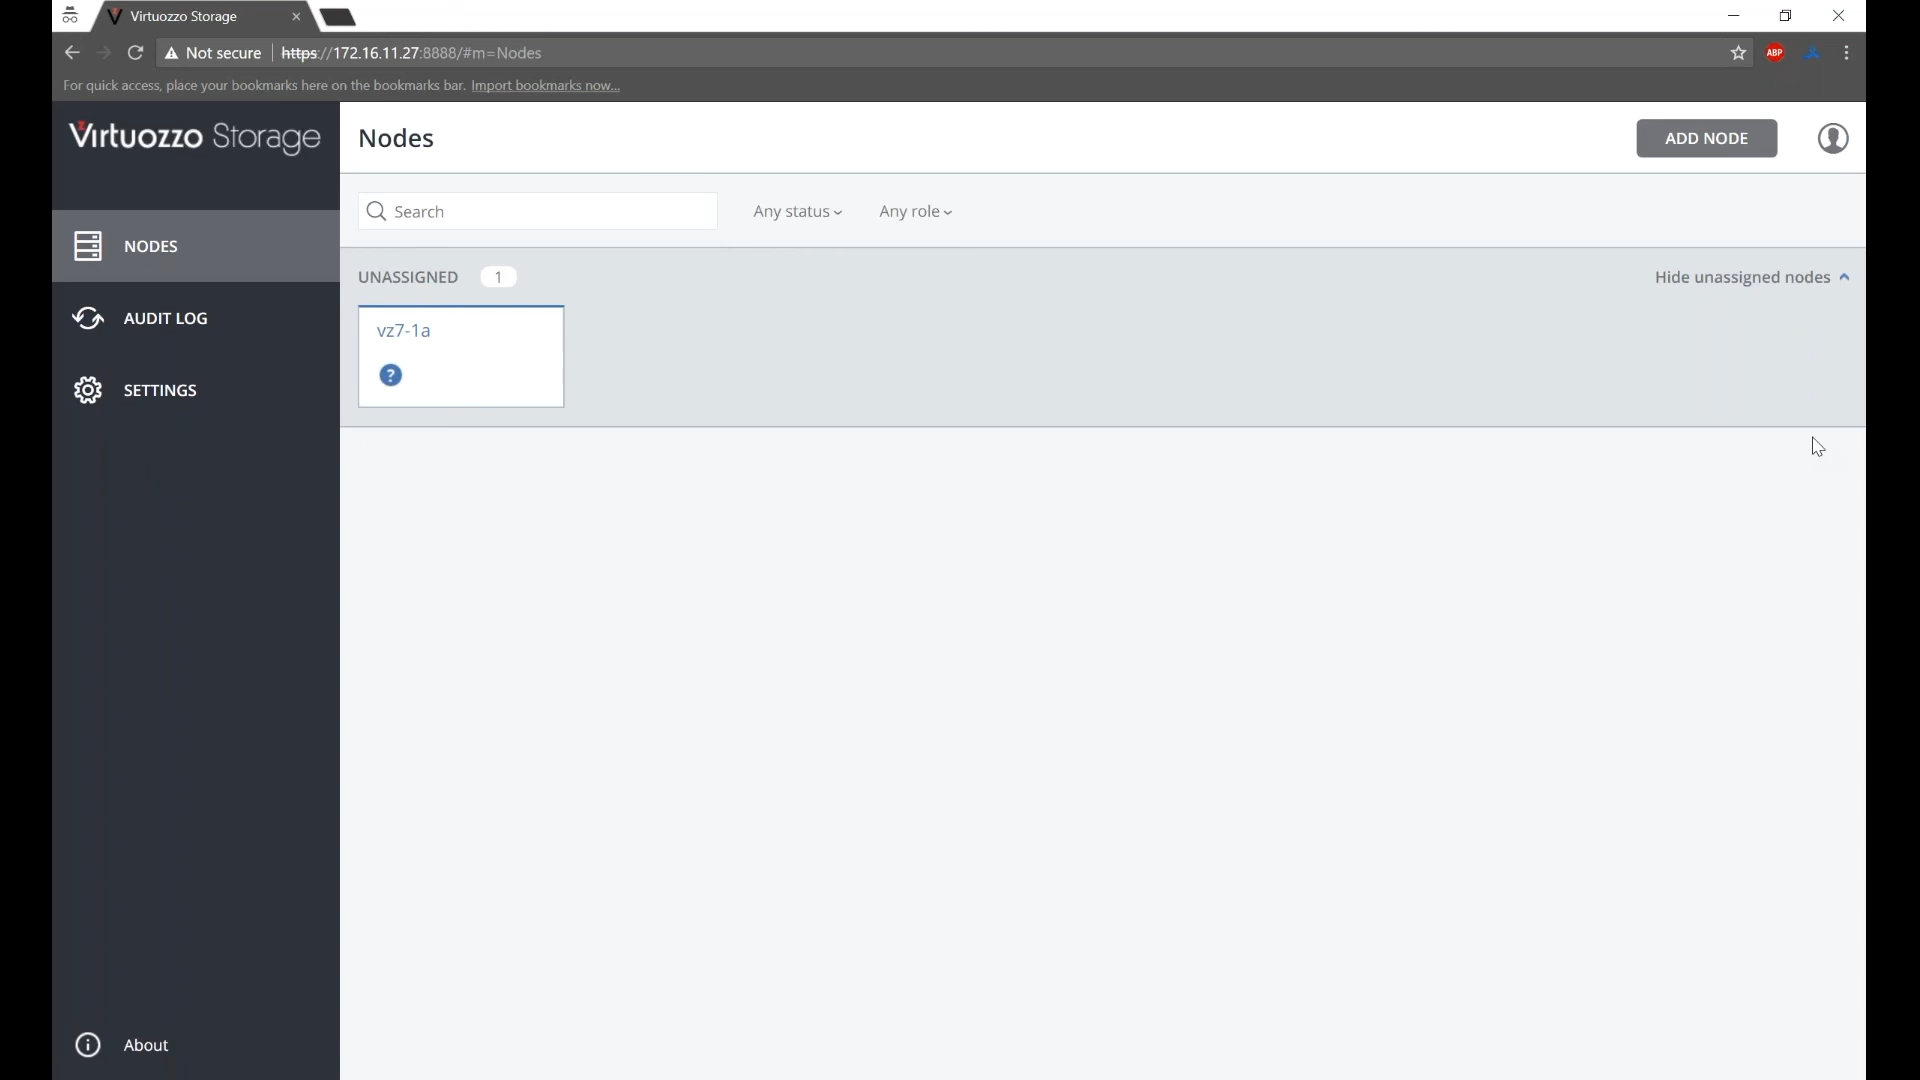 Virtuozzo Storage
Not secure https://172.16.11.27:8888/#m=Nodes
ABP
For quick access, place your bookmarks here on the bookmarks bar. Import bookmarks now...
Virtuozzo Storage
Nodes
ADD NODE
Search
Any status
Any role
NODES
UNASSIGNED 1
Hide unassigned nodes
AUDIT LOG
vz7-1a
?
SETTINGS
About